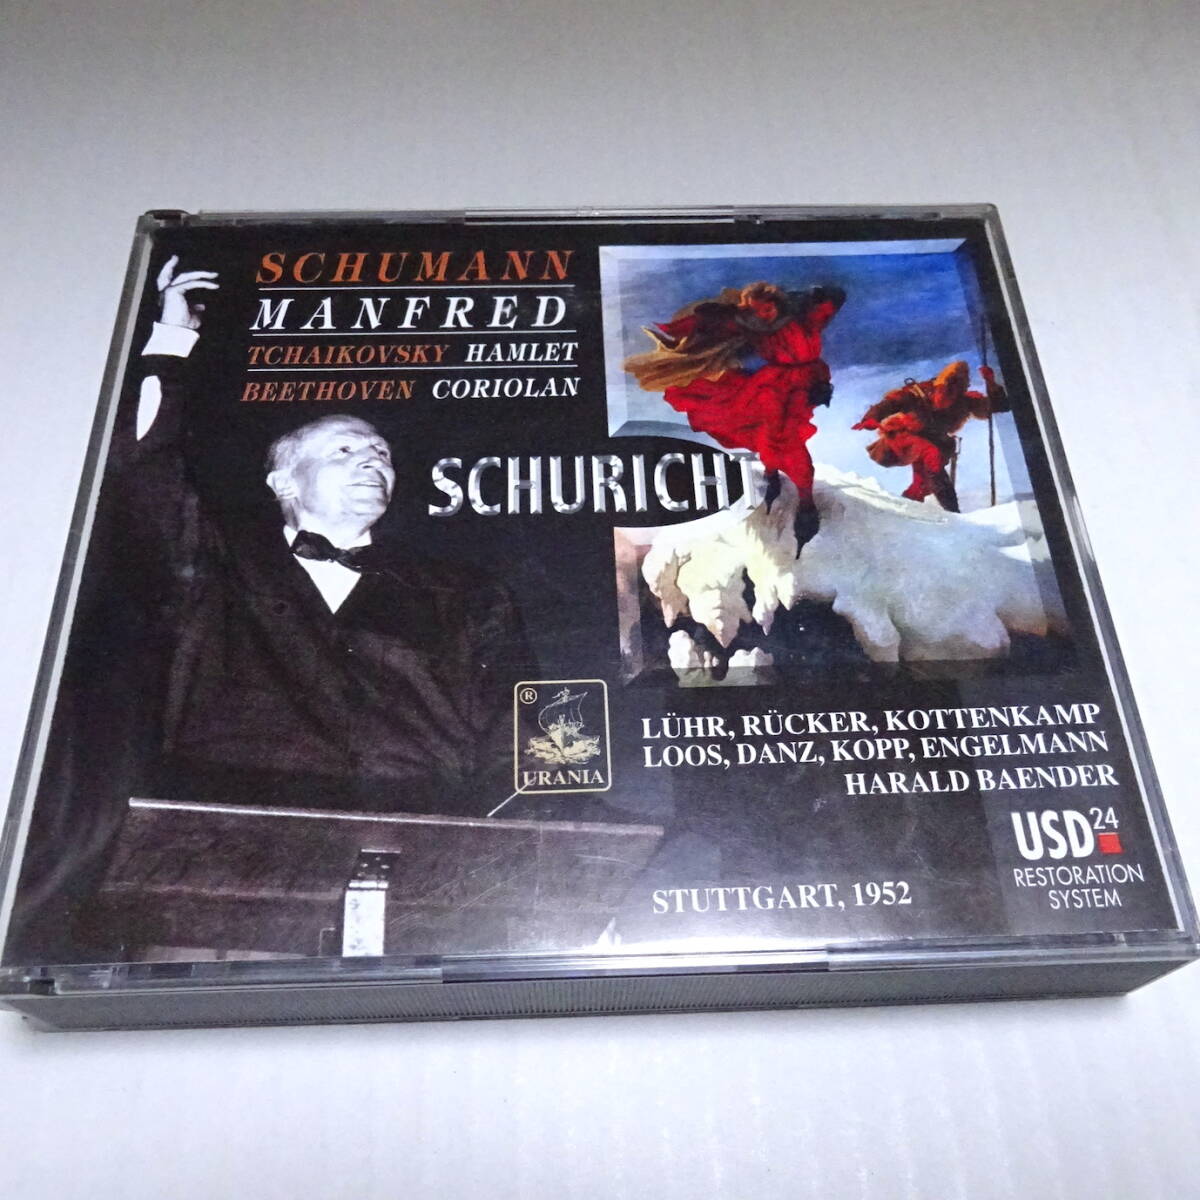 SCHUMANN
MANFRED
TCHAIKOVSKY HAMLET
BEETHOVEN CORIOLAN
SCHURICHT
®
URANIA
LÜHR, RÜCKER, KOTTENKAMP
LOOS, DANZ, KOPP, ENGELMANN
HARALD BAENDER
USD24
RESTORATION
SYSTEM
STUTTGART, 1952